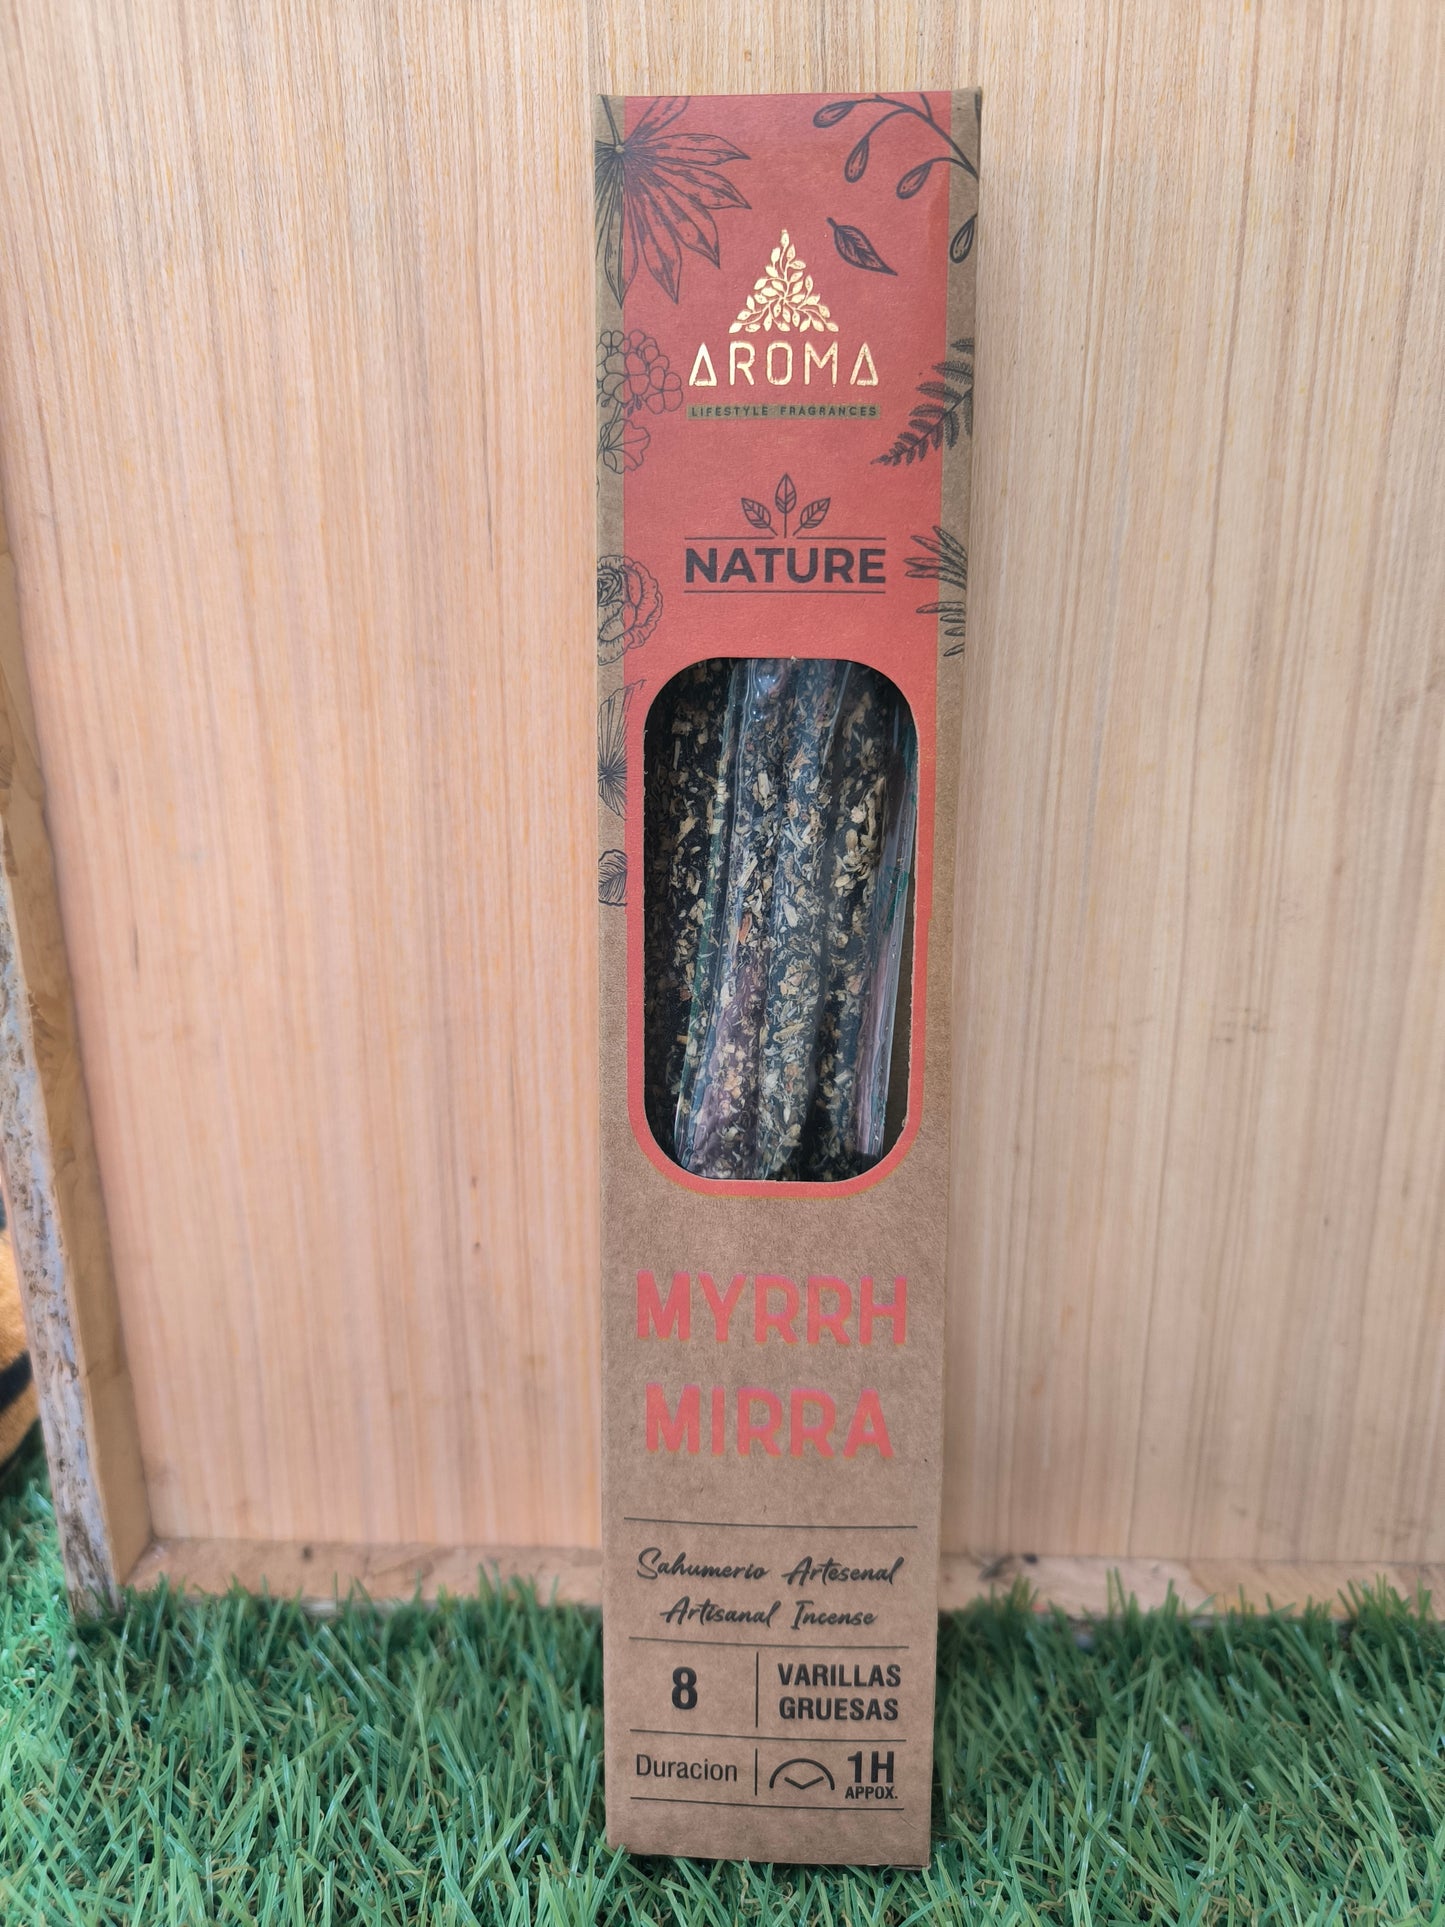 AROMA
LIFESTYLE FRAGRANCES
NATURE
MYRRH
MIRRA
Sahumerio Artesenal
Artisanal Incense
8
VARILLAS
GRUESAS
Duracion
1H
APPOX.